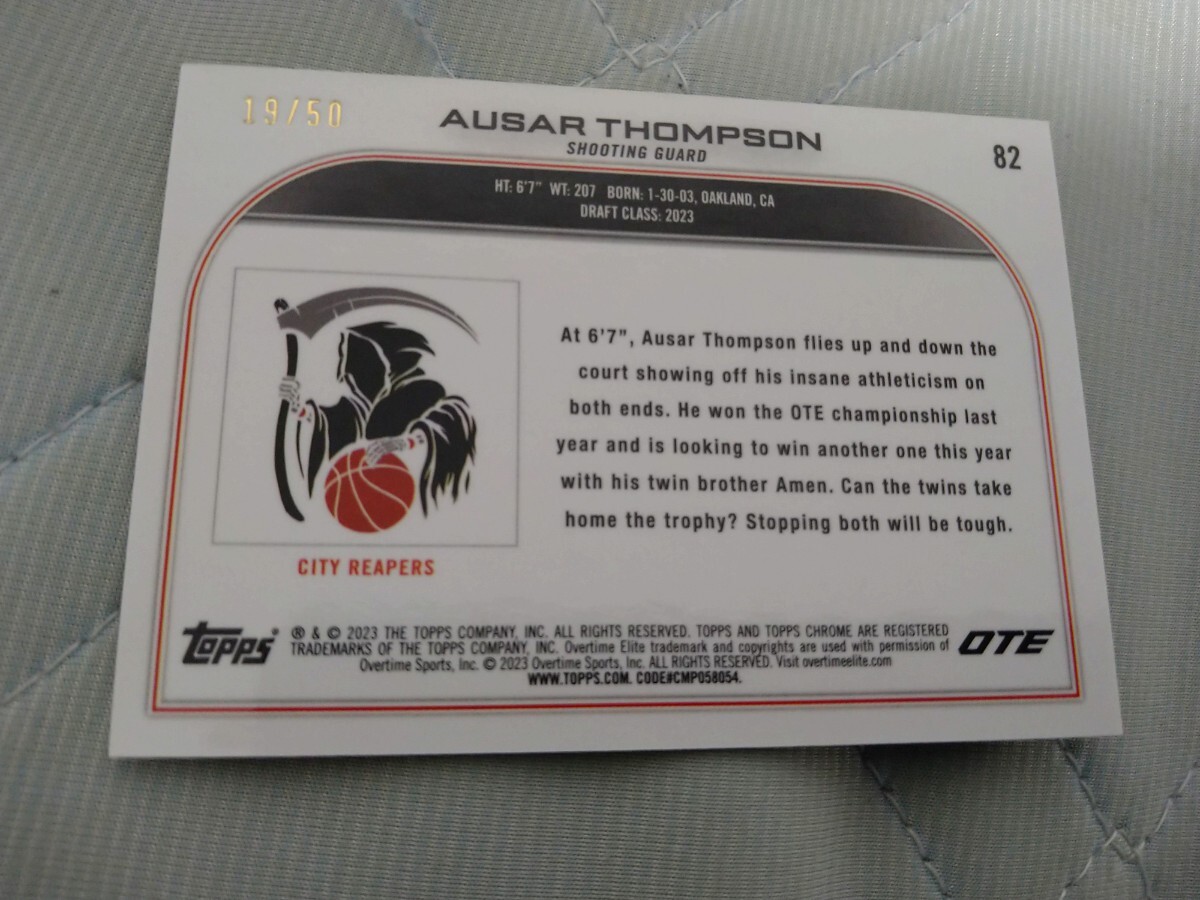 19/50
AUSAR THOMPSON
SHOOTING GUARD
82
HT: 6'7" WT: 207 BORN: 1-30-03, OAKLAND, CA
DRAFT CLASS: 2023
At 6'7", Ausar Thompson flies up and down the
court showing off his insane athleticism on
both ends. He won the OTE championship last
year and is looking to win another one this year
with his twin brother Amen. Can the twins take
home the trophy? Stopping both will be tough.
CITY REAPERS
topps
® & © 2023 THE TOPPS COMPANY, INC. ALL RIGHTS RESERVED. TOPPS AND TOPPS CHROME ARE REGISTERED
TRADEMARKS OF THE TOPPS COMPANY, INC. Overtime Elite trademark and copyrights are used with permission of
Overtime Sports, Inc. © 2023 Overtime Sports, Inc. ALL RIGHTS RESERVED. Visit overtimeelite.com
WWW.TOPPS.COM. CODE#CMP058054.
OTE